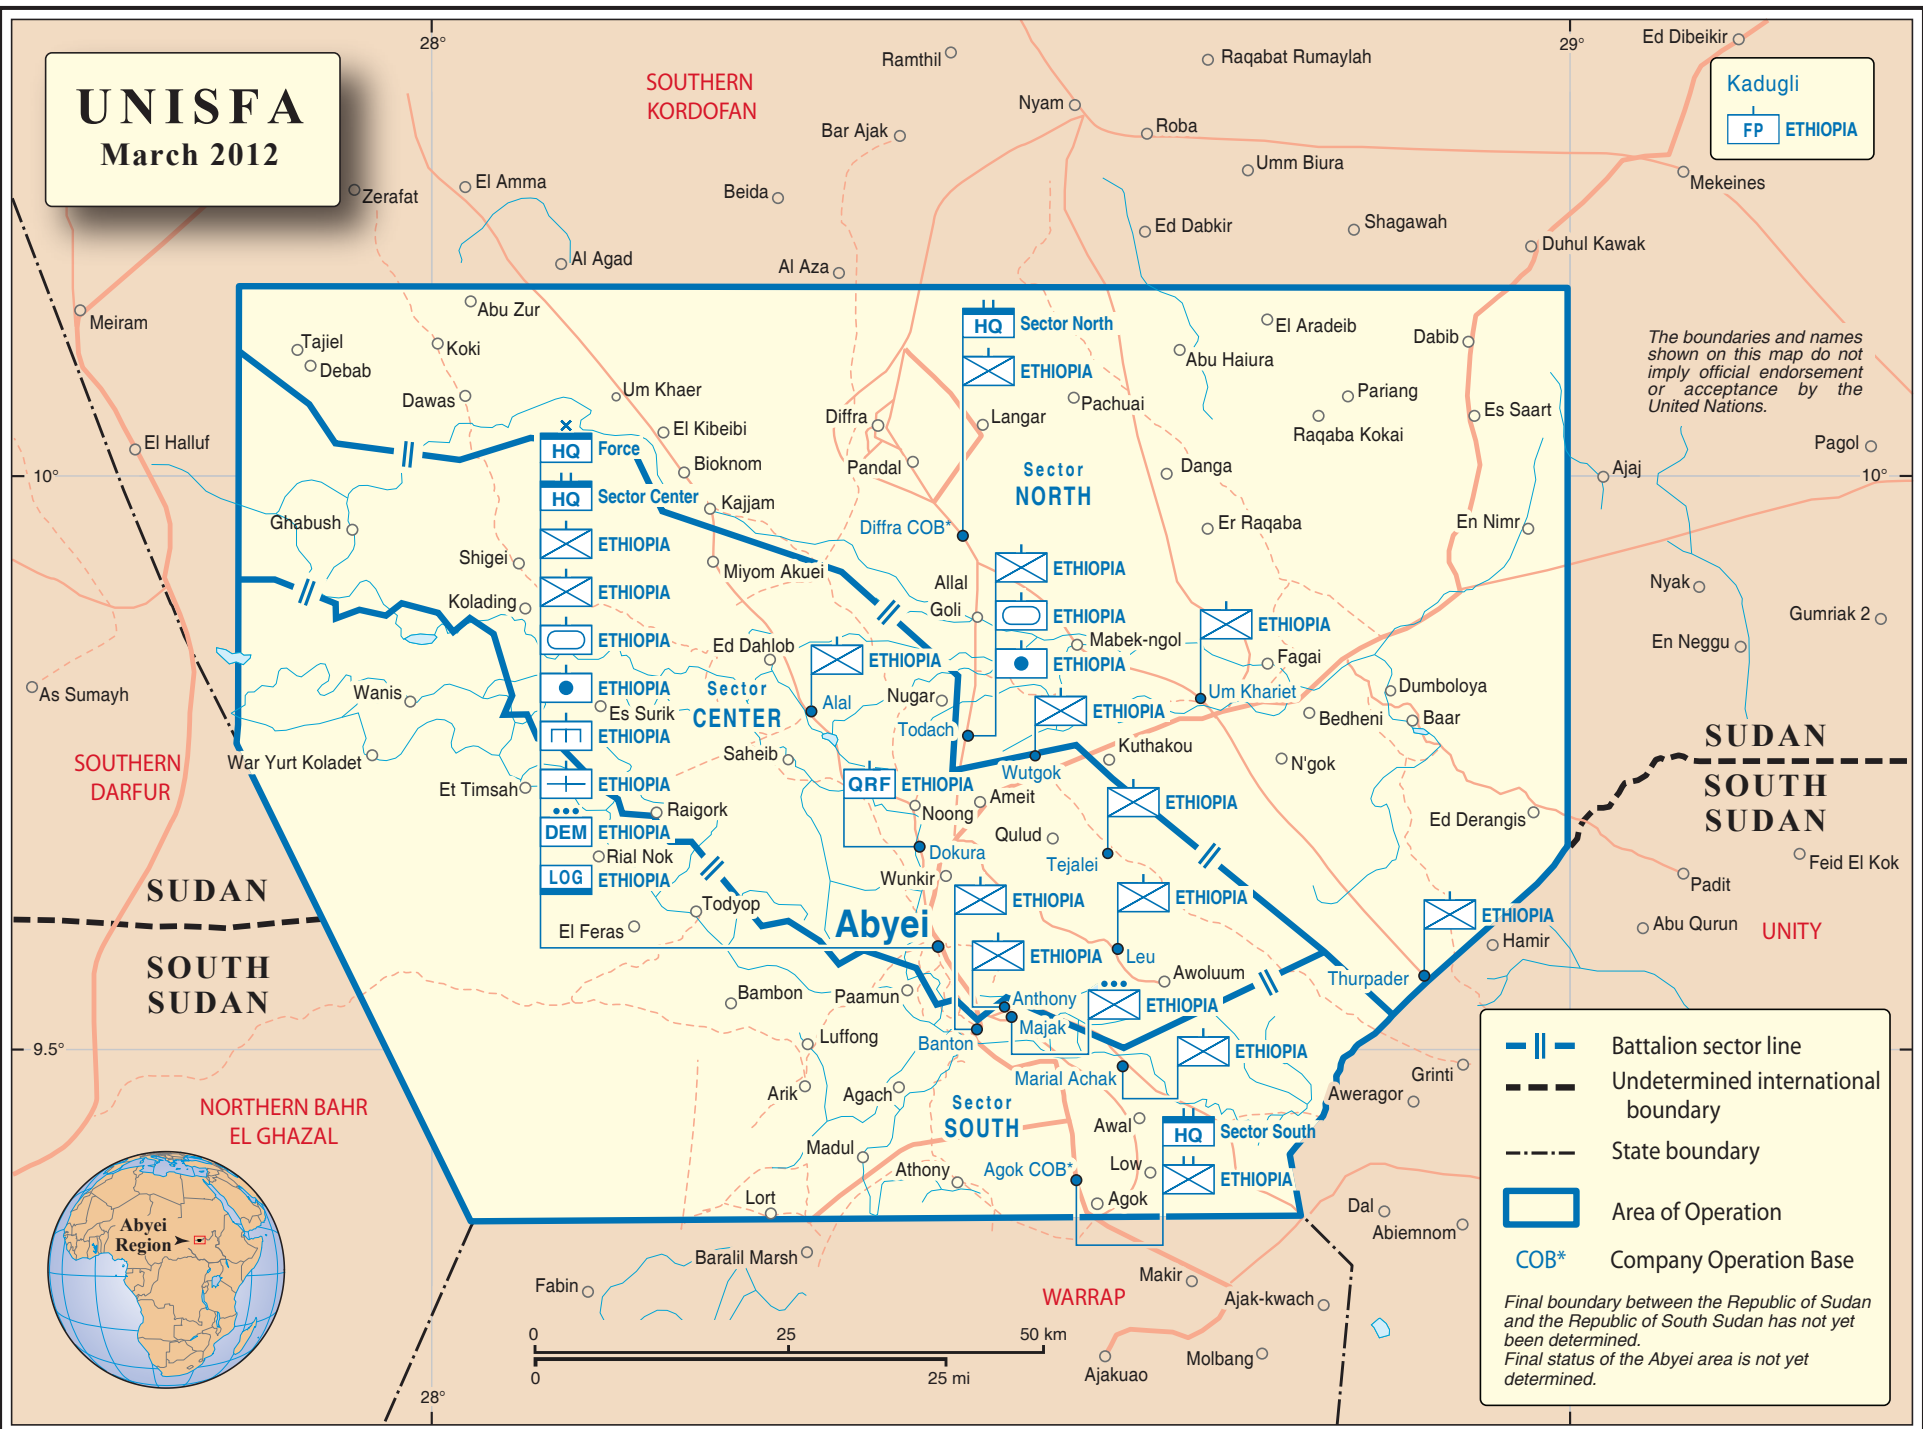 UNISFA
March 2012
28°
29°
SOUTHERN
KORDOFAN
Ramthil
Raqabat Rumaylah
Ed Dibeikir
Kadugli
FP ETHIOPIA
Nyam
Roba
Bar Ajak
Umm Biura
Mekeines
Zerafat
El Amma
Beida
Ed Dabkir
Shagawah
Duhul Kawak
Al Agad
Al Aza
Meiram
Abu Zur
Tajiel
Debab
Koki
Dawas
Um Khaer
El Kibeibi
Bioknom
Kajjam
HQ Sector North
ETHIOPIA
El Aradeib
Abu Haiura
Dabib
The boundaries and names
shown on this map do not
imply official endorsement
or acceptance by the
United Nations.
Diffra
Langar
Pachuai
Pariang
Raqaba Kokai
Es Saart
Pandal
Danga
Pagol
El Halluf
10°
10°
Ajaj
HQ Force
HQ Sector Center
ETHIOPIA
ETHIOPIA
ETHIOPIA
ETHIOPIA
ETHIOPIA
ETHIOPIA
DEM ETHIOPIA
LOG ETHIOPIA
Sector
NORTH
Diffra COB*
Er Raqaba
En Nimr
Ghabush
Shigei
Miyom Akuei
Kolading
Allal
Goli
ETHIOPIA
ETHIOPIA
ETHIOPIA
Mabek-ngol
ETHIOPIA
Fagai
Nyak
Gumriak 2
En Neggu
Ed Dahlob
ETHIOPIA
Alal
Nugar
Todach
ETHIOPIA
Um Khariet
Dumboloya
Bedheni
Baar
As Sumayh
Wanis
Es Surik
Sector
CENTER
Saheib
War Yurt Koladet
Et Timsah
SOUTHERN
DARFUR
Wutgok
Kuthakou
N'gok
SUDAN
SOUTH
SUDAN
QRF ETHIOPIA
Noong
Ameit
ETHIOPIA
Raigork
Rial Nok
Qulud
Dokura
Tejalei
Ed Derangis
Feid El Kok
Wunkir
Padit
SUDAN
SOUTH
SUDAN
Todyop
El Feras
Abyei
ETHIOPIA
ETHIOPIA
ETHIOPIA
Leu
Awoluum
ETHIOPIA
Thurpader
Hamir
Abu Qurun
UNITY
Bambon
Paamun
Anthony
Majak
ETHIOPIA
Banton
9.5°
Luffong
Marial Achak
ETHIOPIA
Grinti
Aweragor
Arik
Agach
NORTHERN BAHR
EL GHAZAL
Sector
SOUTH
Awal
HQ Sector South
ETHIOPIA
Madul
Athony
Agok COB*
Low
Agok
Lort
Dal
Abiemnom
Baralil Marsh
Fabin
WARRAP
Makir
Ajak-kwach
Ajakuao
Molbang
Abyei
Region
0 25 50 km
0 25 mi
28°
Battalion sector line
Undetermined international
boundary
State boundary
Area of Operation
COB* Company Operation Base
Final boundary between the Republic of Sudan
and the Republic of South Sudan has not yet
been determined.
Final status of the Abyei area is not yet
determined.